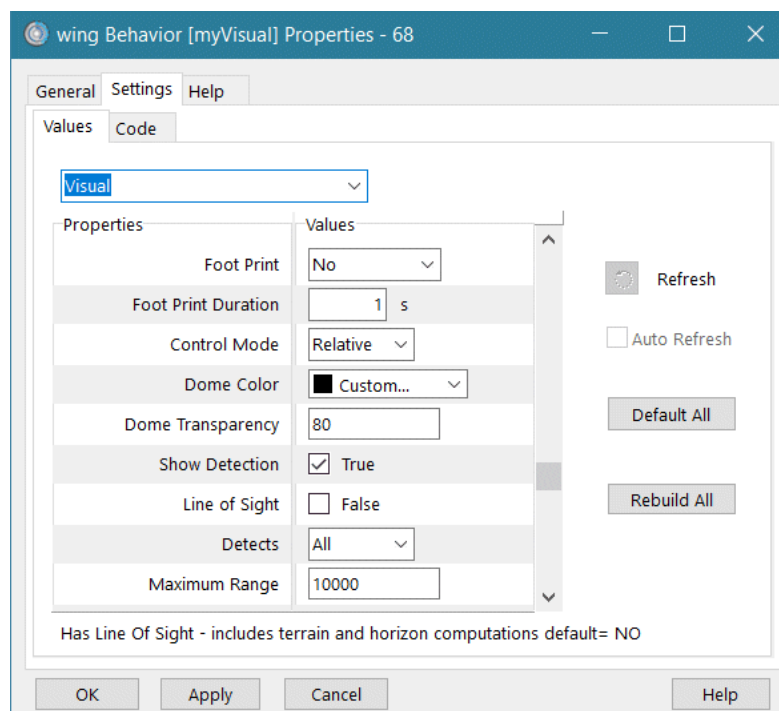 wing Behavior [myVisual] Properties - 68
General Settings Help
Values Code
Visual
Properties Values
Foot Print No
Foot Print Duration 1 s
Control Mode Relative
Dome Color Custom...
Dome Transparency 80
Show Detection True
Line of Sight False
Detects All
Maximum Range 10000
Refresh
Auto Refresh
Default All
Rebuild All
Has Line Of Sight - includes terrain and horizon computations default= NO
OK Apply Cancel Help